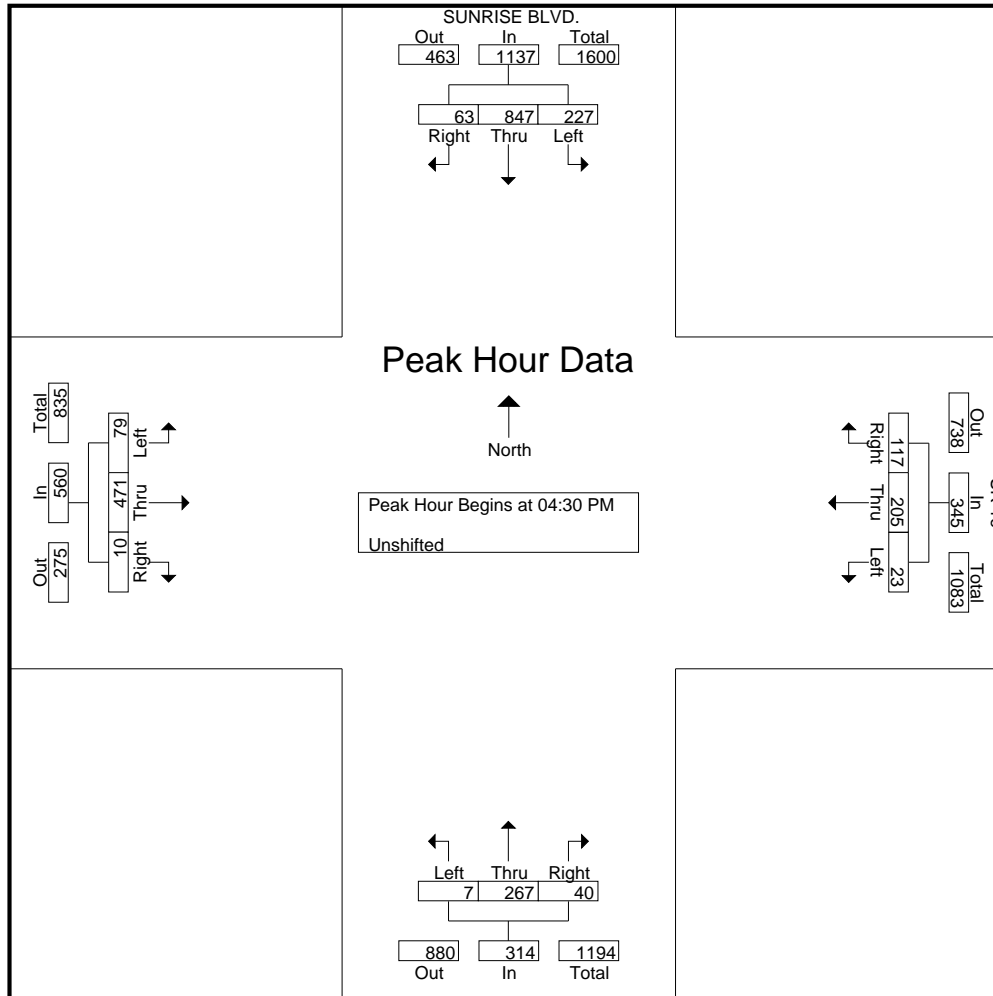 SUNRISE BLVD.
Out In Total
463 1137 1600
63 847 227
Right Thru Left
Peak Hour Data
North
Peak Hour Begins at 04:30 PM
Unshifted
Total In Out
835 560 275
79 471 10
Left Thru Right
Out In Total
738 345 1083
117 205 23
Right Thru Left
Left Thru Right
7 267 40
880 314 1194
Out In Total